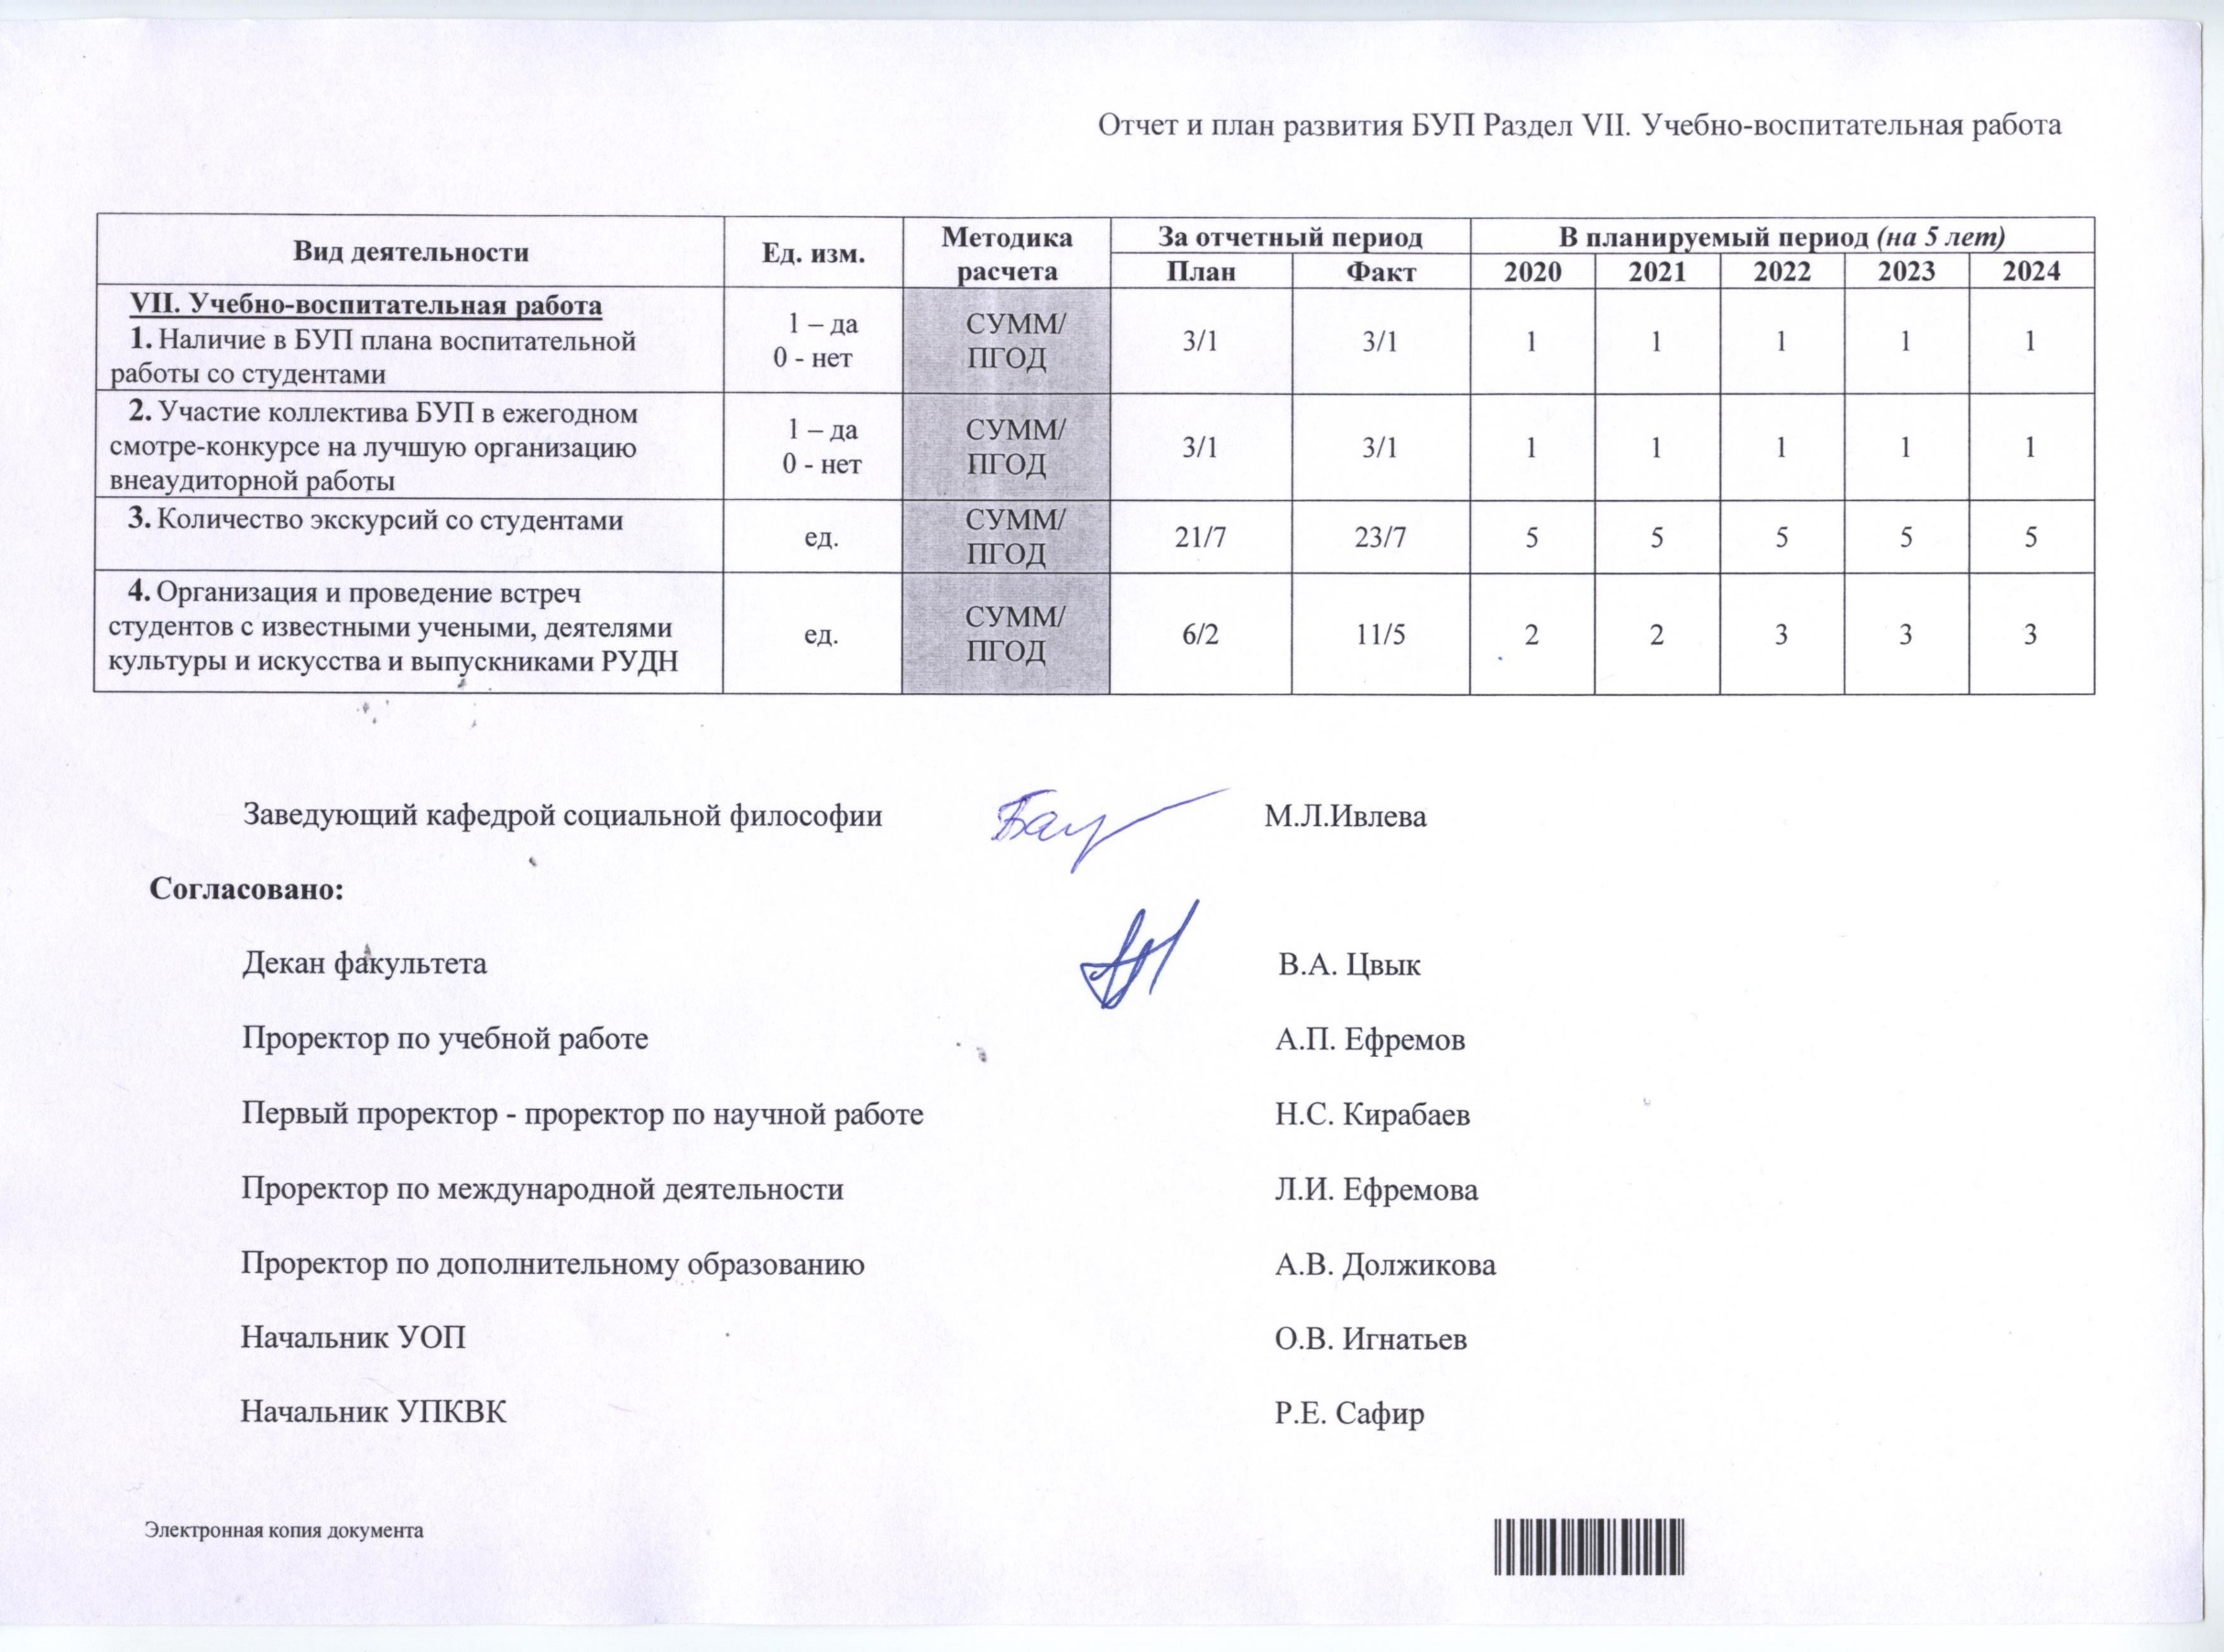 Отчет и план развития БУП Раздел VII. Учебно-воспитательная работа
Вид деятельности Ед. изм. Методика расчета За отчетный период В планируемый период (на 5 лет)
План Факт 2020 2021 2022 2023 2024
VII. Учебно-воспитательная работа
1. Наличие в БУП плана воспитательной
работы со студентами
1 – да
0 - нет
СУММ/
ПГОД
3/1 3/1 1 1 1 1 1
2. Участие коллектива БУП в ежегодном
смотре-конкурсе на лучшую организацию
внеаудиторной работы
1 – да
0 - нет
СУММ/
ПГОД
3/1 3/1 1 1 1 1 1
3. Количество экскурсий со студентами
ед.
СУММ/
ПГОД
21/7 23/7 5 5 5 5 5
4. Организация и проведение встреч
студентов с известными учеными, деятелями
культуры и искусства и выпускниками РУДН
ед.
СУММ/
ПГОД
6/2 11/5 2 2 3 3 3
Заведующий кафедрой социальной философии М.Л.Ивлева
Согласовано:
Декан факультета В.А. Цвык
Проректор по учебной работе А.П. Ефремов
Первый проректор - проректор по научной работе Н.С. Кирабаев
Проректор по международной деятельности Л.И. Ефремова
Проректор по дополнительному образованию А.В. Должикова
Начальник УОП О.В. Игнатьев
Начальник УПКВК Р.Е. Сафир
Электронная копия документа